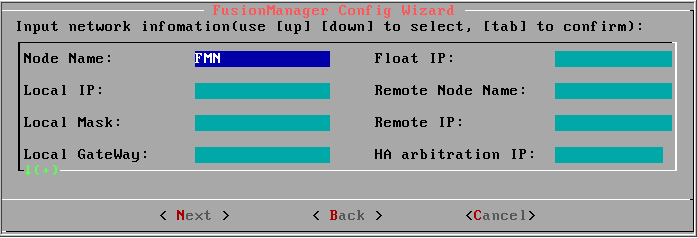 FusionManager Config Wizard
Input network infomation(use [up] [down] to select, [tab] to confirm):
Node Name: FMN Float IP:
Local IP: Remote Node Name:
Local Mask: Remote IP:
Local GateWay: HA arbitration IP:
↓(+)
< Next > < Back > <Cancel>